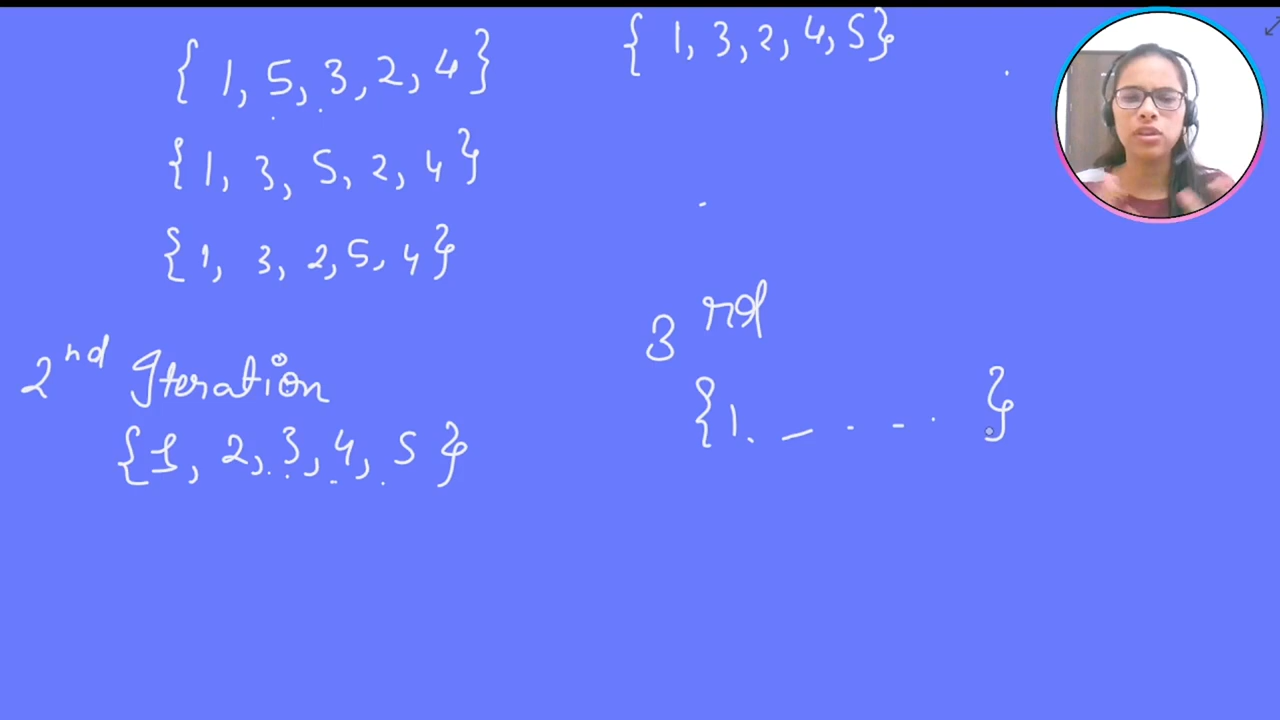 { 1, 5, 3, 2, 4 }
{ 1, 3, 5, 2, 4 }
{ 1, 3, 2, 5, 4 }
2nd Iteration
{ 1, 2, 3, 4, 5 }
{ 1, 3, 2, 4, 5 }
3rd
{ 1. _ . - . }